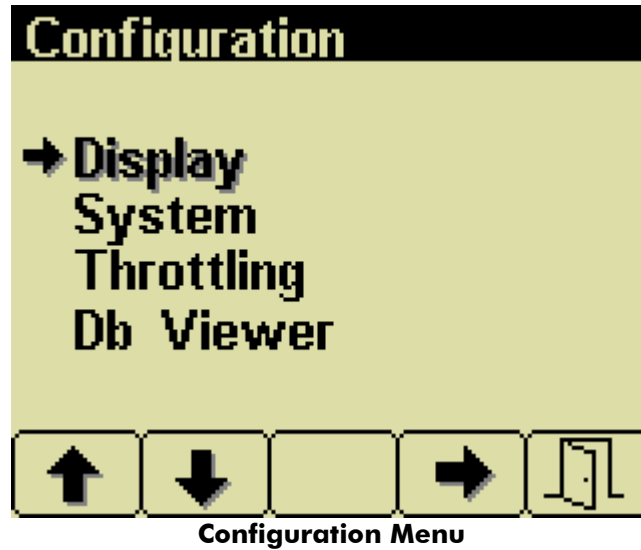 Configuration
Display
System
Throttling
Db Viewer
Configuration Menu